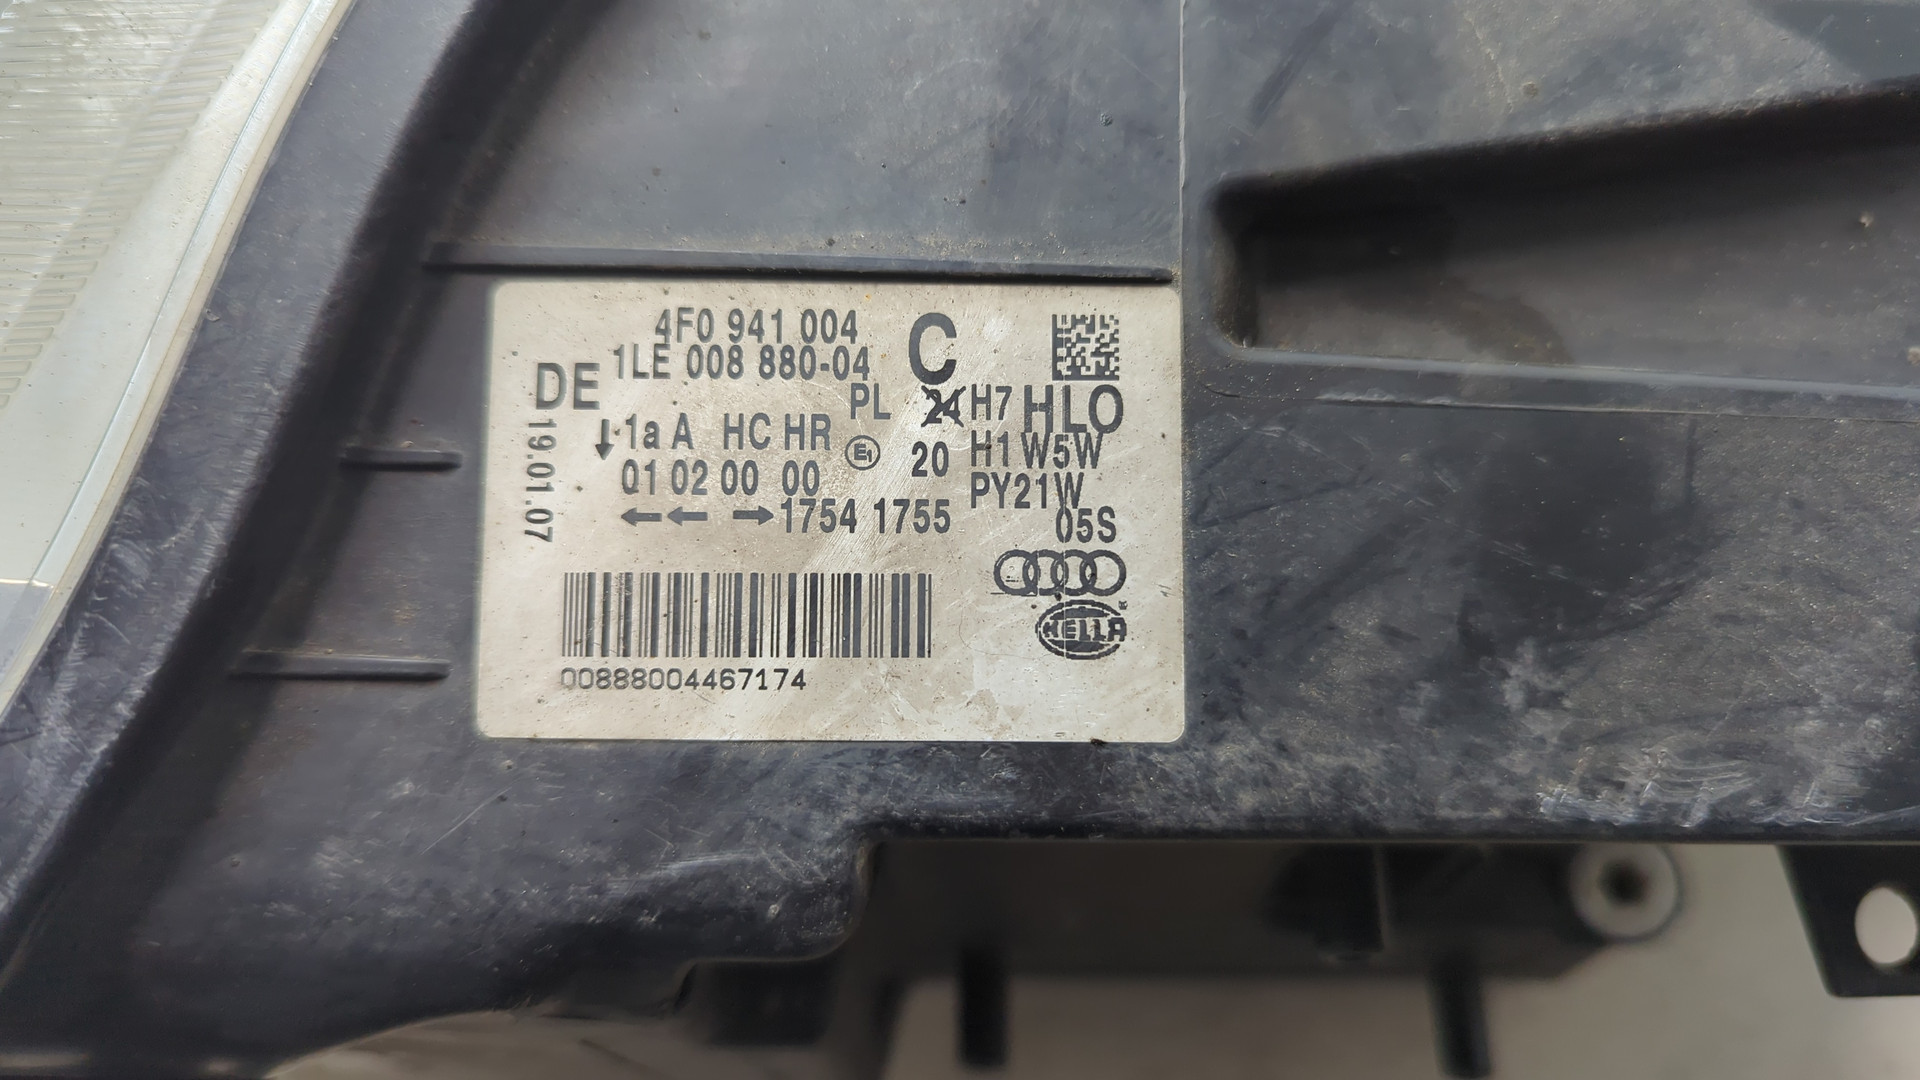 4F0 941 004 C
DE 1LE 008 880-04
PL 24 H7 HLO
↓ 1a A HC HR E1 20 H1 W5W
01 02 00 00 PY21W
←← → 1754 1755 05S
19.01.07
HELLA
00888004467174